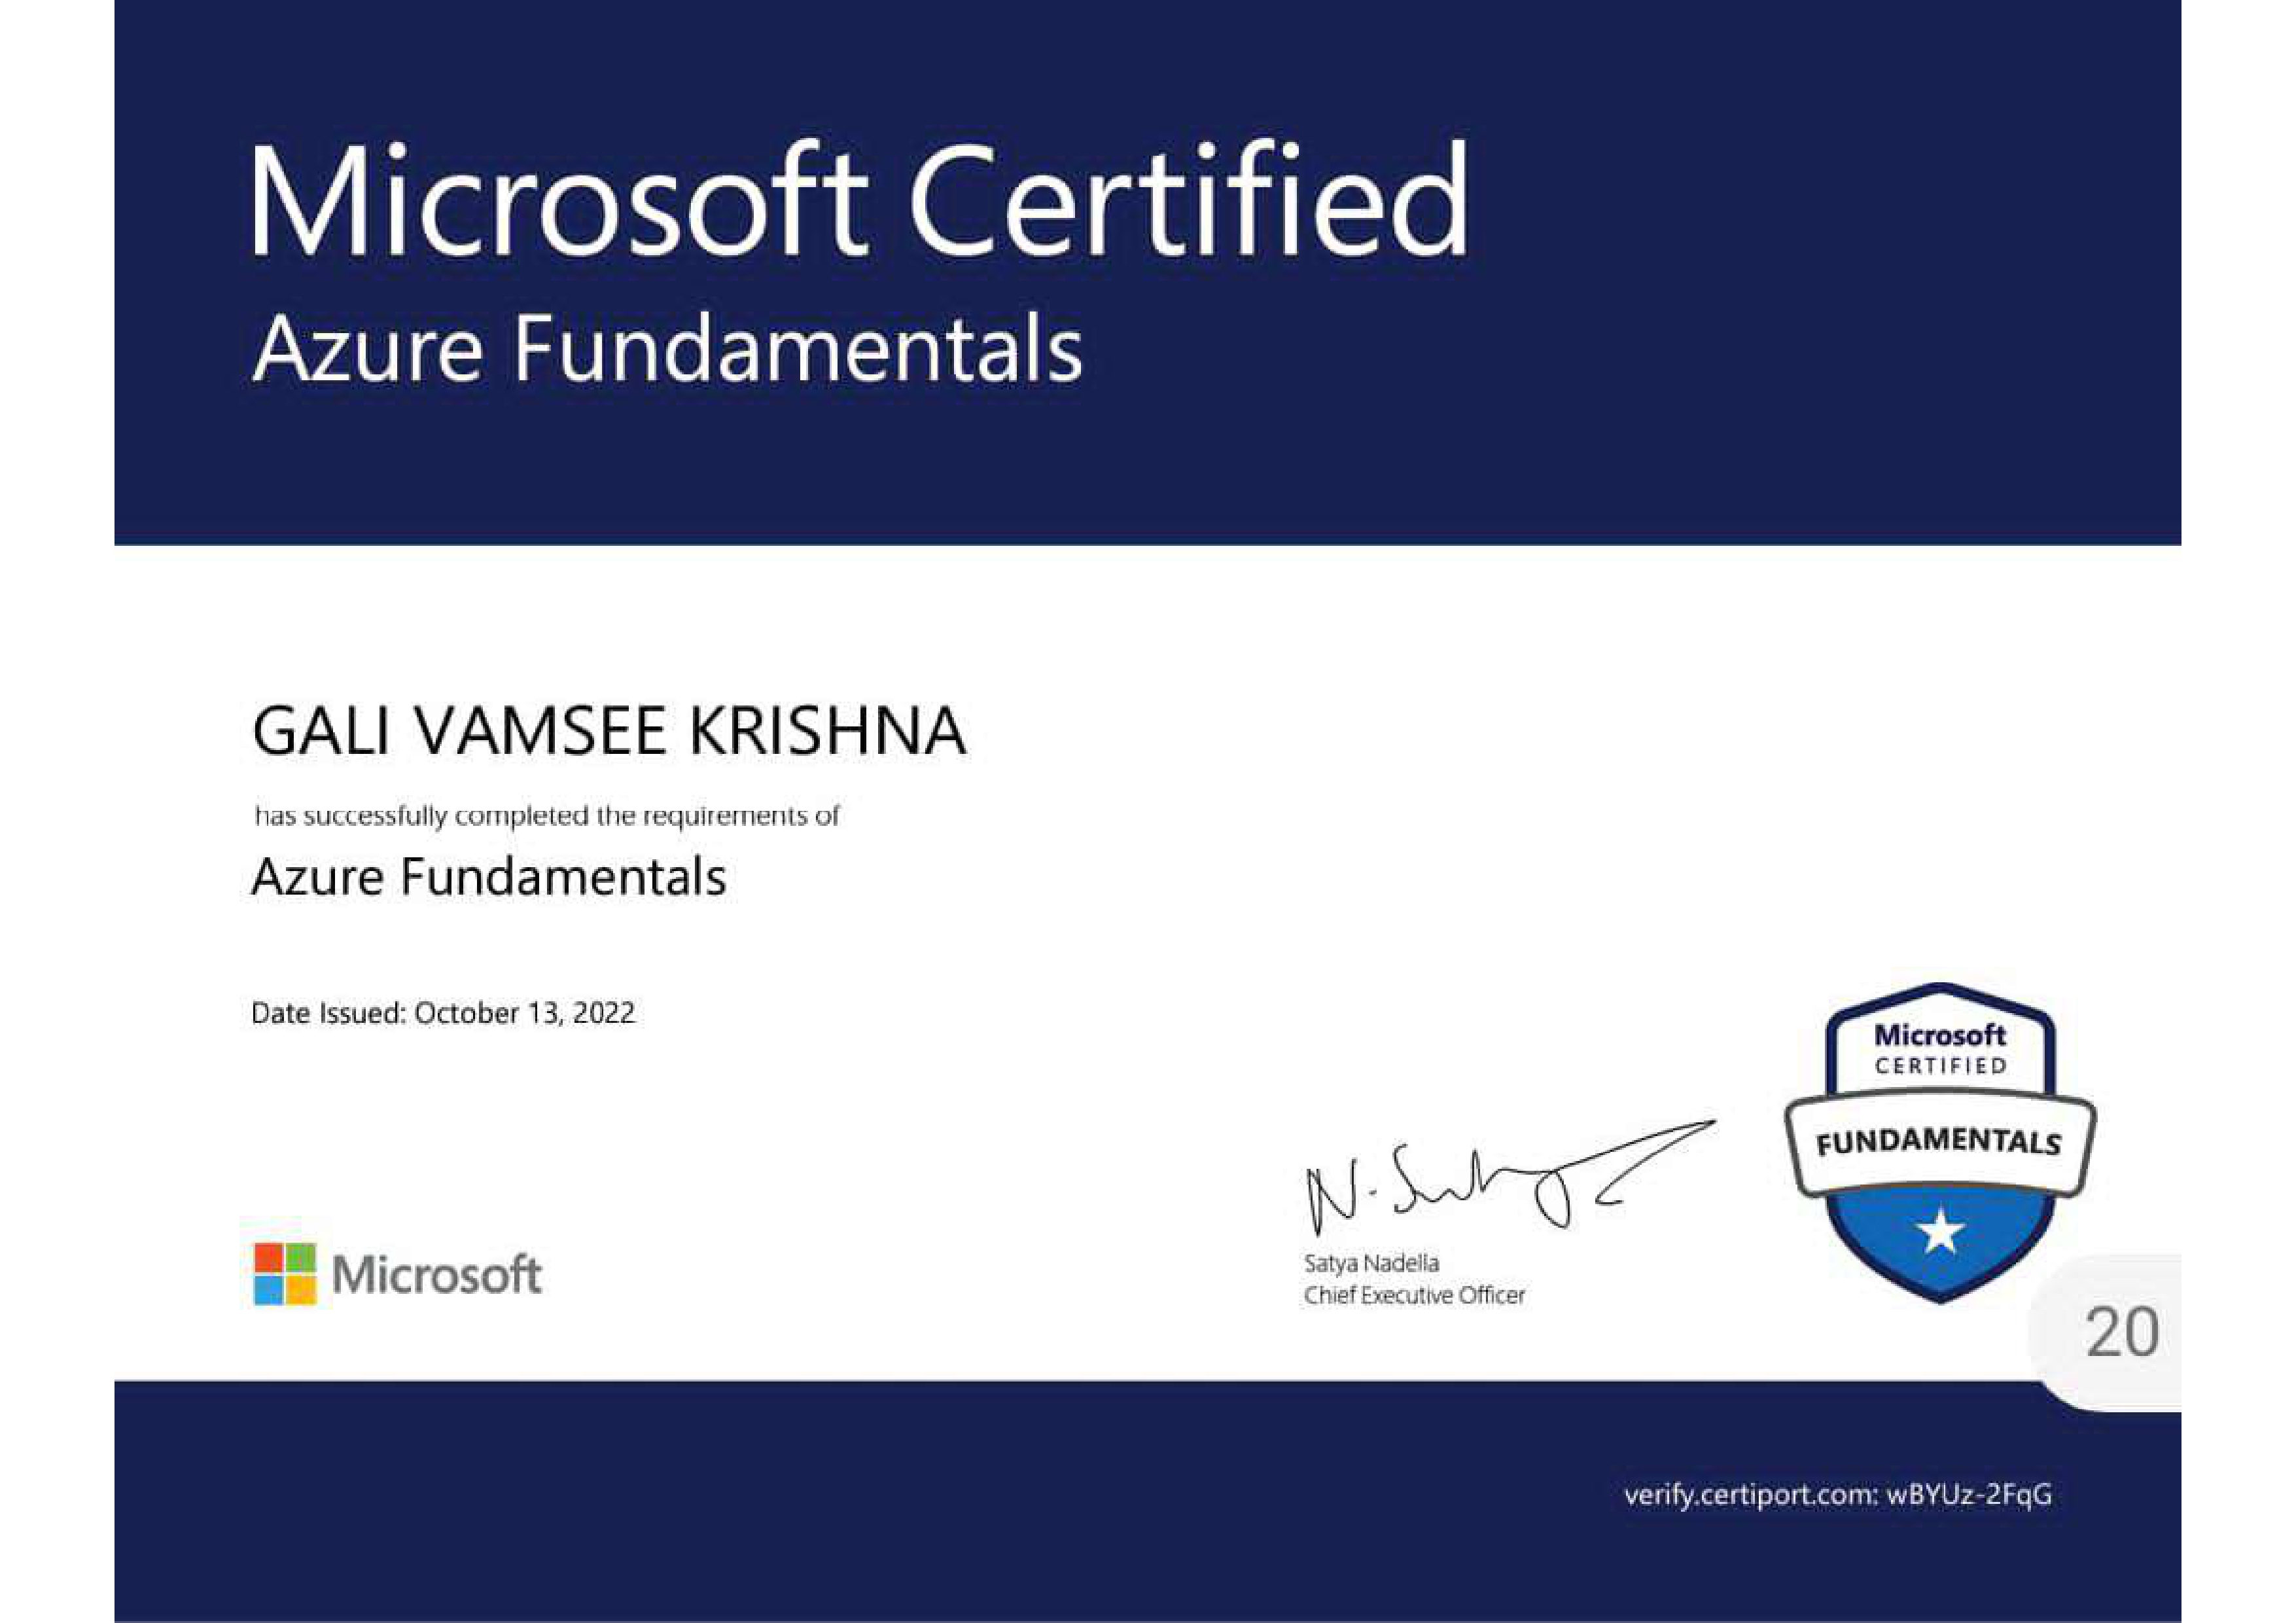 Microsoft Certified
Azure Fundamentals
GALI VAMSEE KRISHNA
has successfully completed the requirements of
Azure Fundamentals
Date Issued: October 13, 2022
Microsoft
CERTIFIED
FUNDAMENTALS
N. Satya
Satya Nadella
Chief Executive Officer
Microsoft
20
verify.certiport.com: wBYUz-2FqG